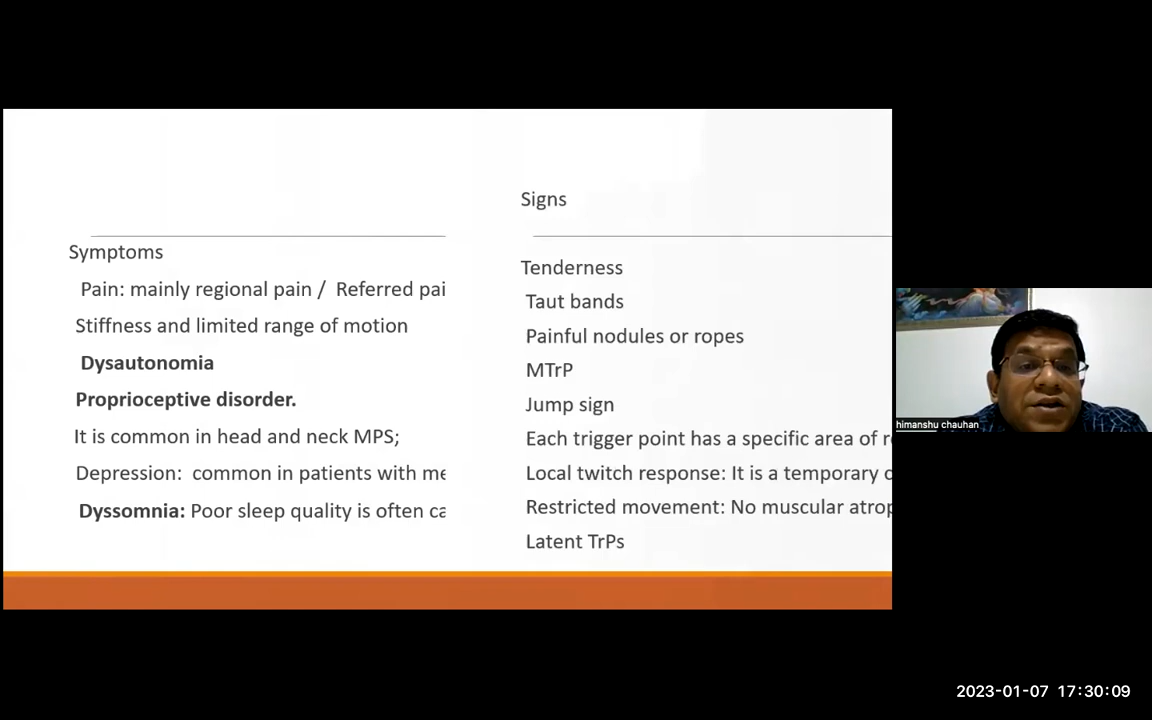 Symptoms
Pain: mainly regional pain / Referred pai
Stiffness and limited range of motion
Dysautonomia
Proprioceptive disorder.
It is common in head and neck MPS;
Depression: common in patients with me
Dyssomnia: Poor sleep quality is often ca
Signs
Tenderness
Taut bands
Painful nodules or ropes
MTrP
Jump sign
Each trigger point has a specific area of r
Local twitch response: It is a temporary
Restricted movement: No muscular atrop
Latent TrPs
himanshu chauhan
2023-01-07 17:30:09